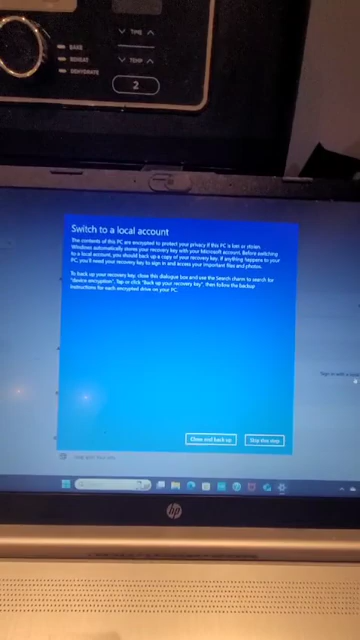 TIME
BAKE
REHEAT
TEMP
DEHYDRATE
2
Switch to a local account
The contents of this PC are encrypted to protect your privacy if this PC is lost or stolen.
Windows automatically stores your recovery key with your Microsoft account. Before switching
to a local account, you should back up a copy of your recovery key. If anything happens to your
PC, you'll need your recovery key to sign in and access your important files and photos.
To back up your recovery key, close this dialogue box and use the Search charm to search for
"device encryption". Tap or click "Back up your recovery key", then follow the backup
instructions for each encrypted drive on your PC.
Sign in with a local
Close and back up
Skip this step
hp